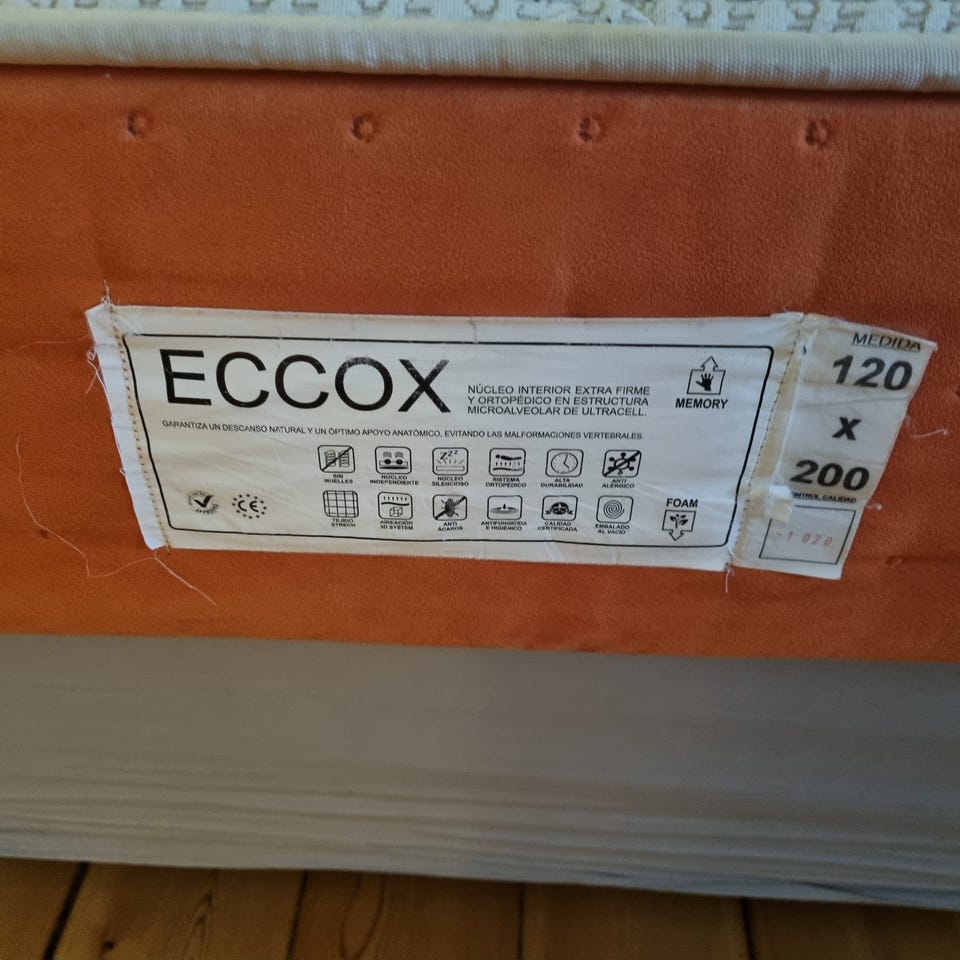 ECCOX
NÚCLEO INTERIOR EXTRA FIRME
Y ORTOPÉDICO EN ESTRUCTURA
MICROALVEOLAR DE ULTRACELL.
MEMORY
GARANTIZA UN DESCANSO NATURAL Y UN ÓPTIMO APOYO ANATÓMICO, EVITANDO LAS MALFORMACIONES VERTEBRALES.
ZZZ
SIN
MUELLES
NÚCLEO
INDEPENDIENTE
NÚCLEO
SILENCIOSO
SISTEMA
ORTOPÉDICO
ALTA
DURABILIDAD
ANTI
ALÉRGICO
CE
TEJIDO
STRECH
AIREACIÓN
3D SYSTEM
ANTI
ÁCAROS
ANTIFUNGICIDA
E HIGIÉNICO
CALIDAD
CERTIFICADA
EMBALADO
AL VACÍO
FOAM
MEDIDA
120
X
200
NTROL CALIDAD
-1 020